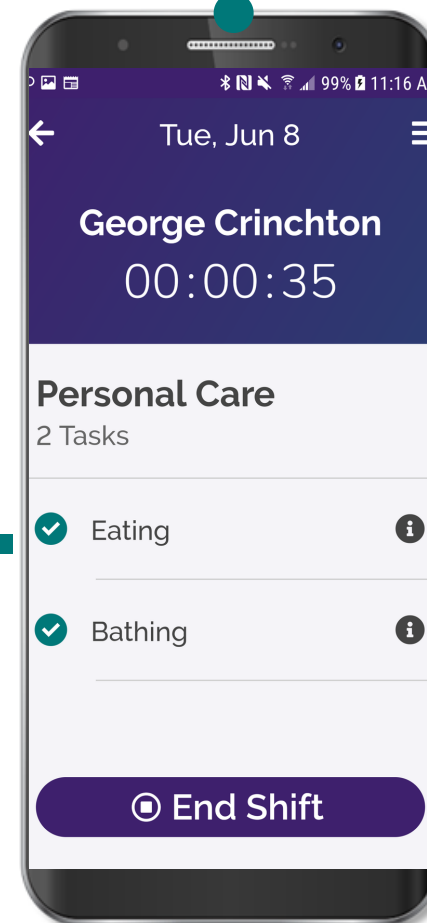 99% 11:16 A
Tue, Jun 8
George Crinchton
00:00:35
Personal Care
2 Tasks
Eating
Bathing
End Shift